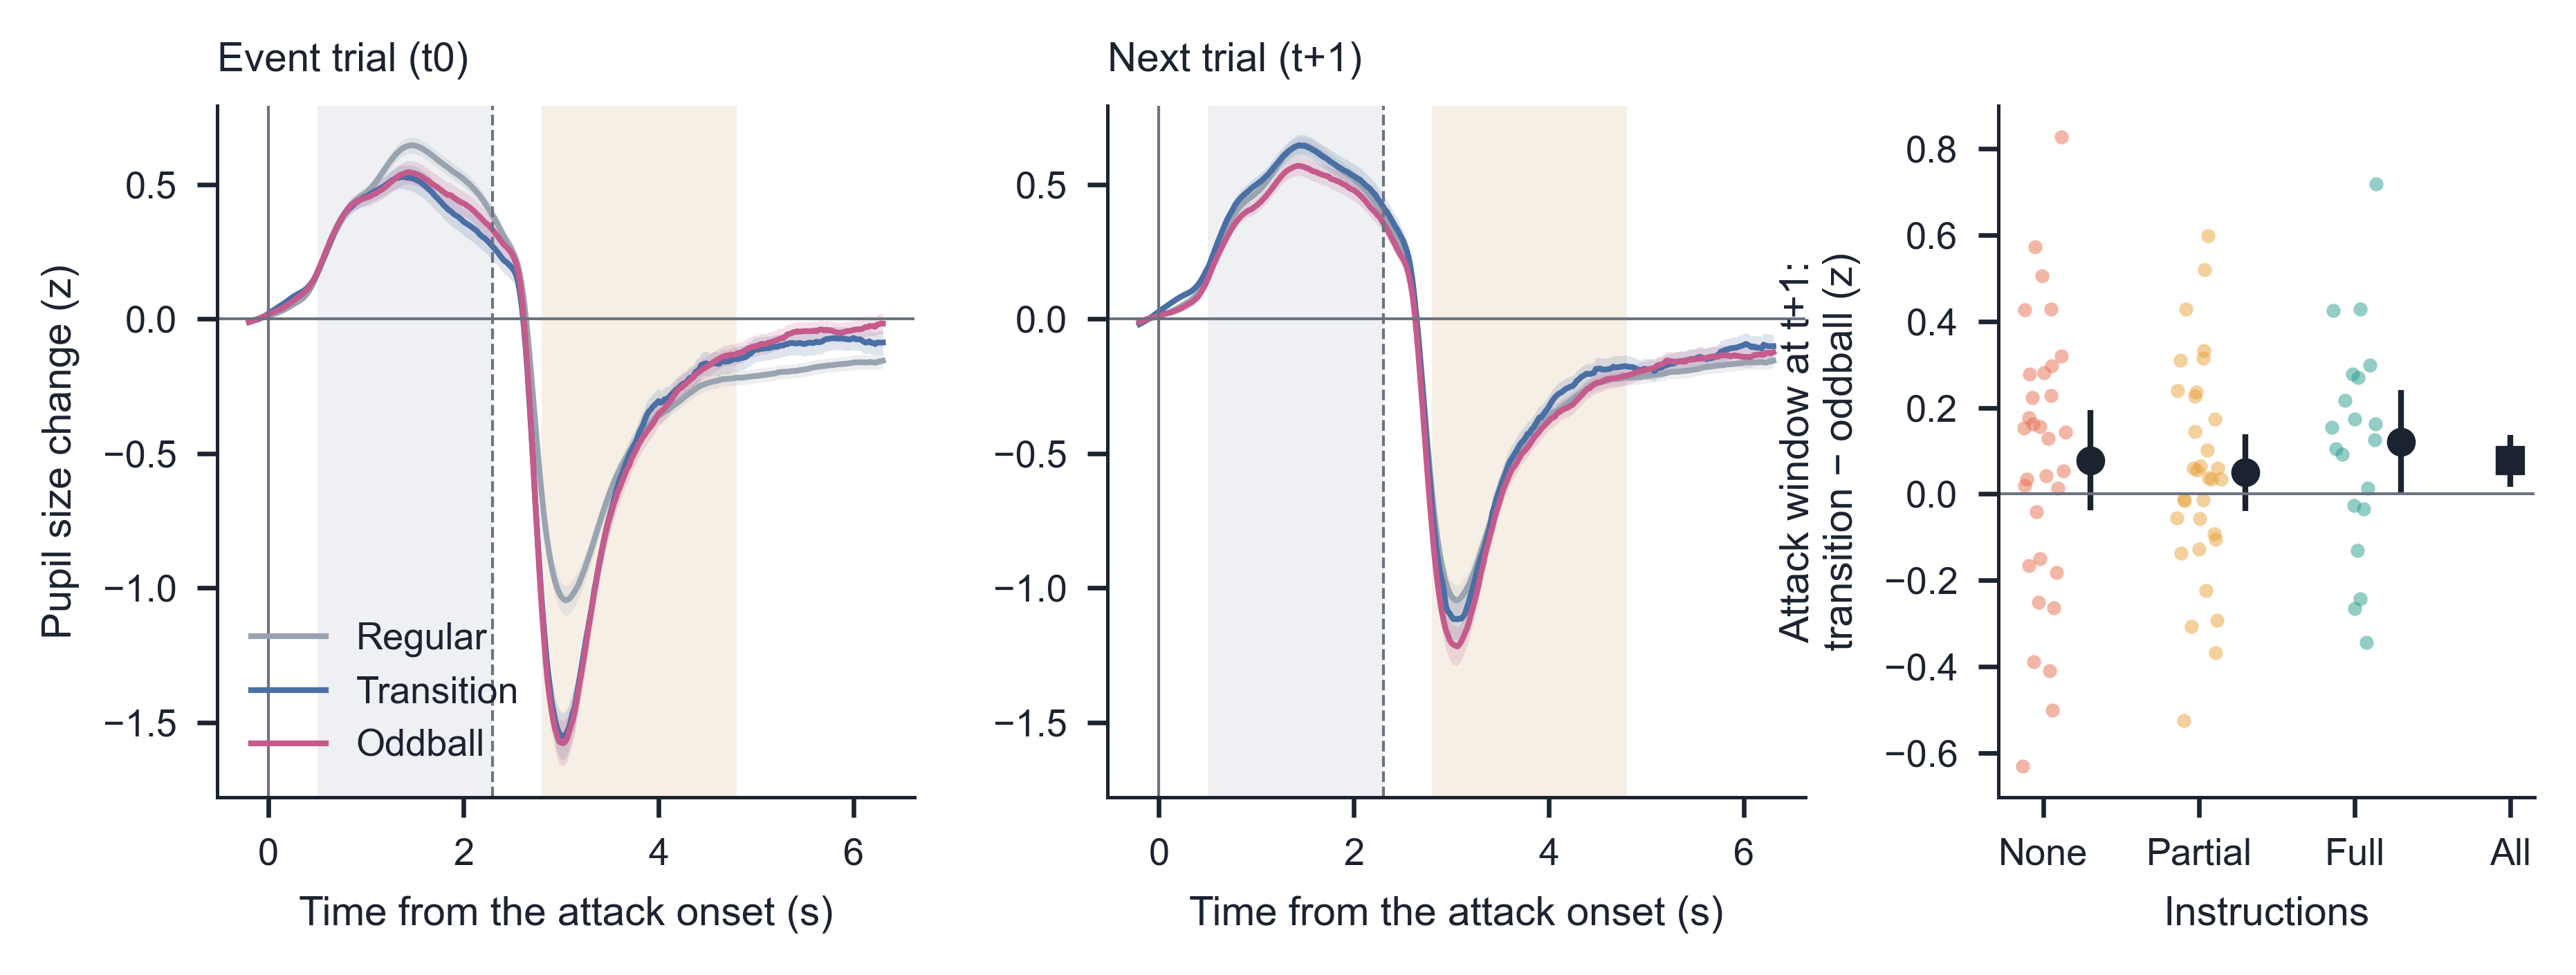 Event trial (t0)
Pupil size change (z)
0.5
0.0
−0.5
−1.0
−1.5
Regular
Transition
Oddball
0
2
4
6
Time from the attack onset (s)
Next trial (t+1)
0.5
0.0
−0.5
−1.0
−1.5
0
2
4
6
Time from the attack onset (s)
Attack window at t+1:
transition − oddball (z)
0.8
0.6
0.4
0.2
0.0
−0.2
−0.4
−0.6
None
Partial
Full
All
Instructions